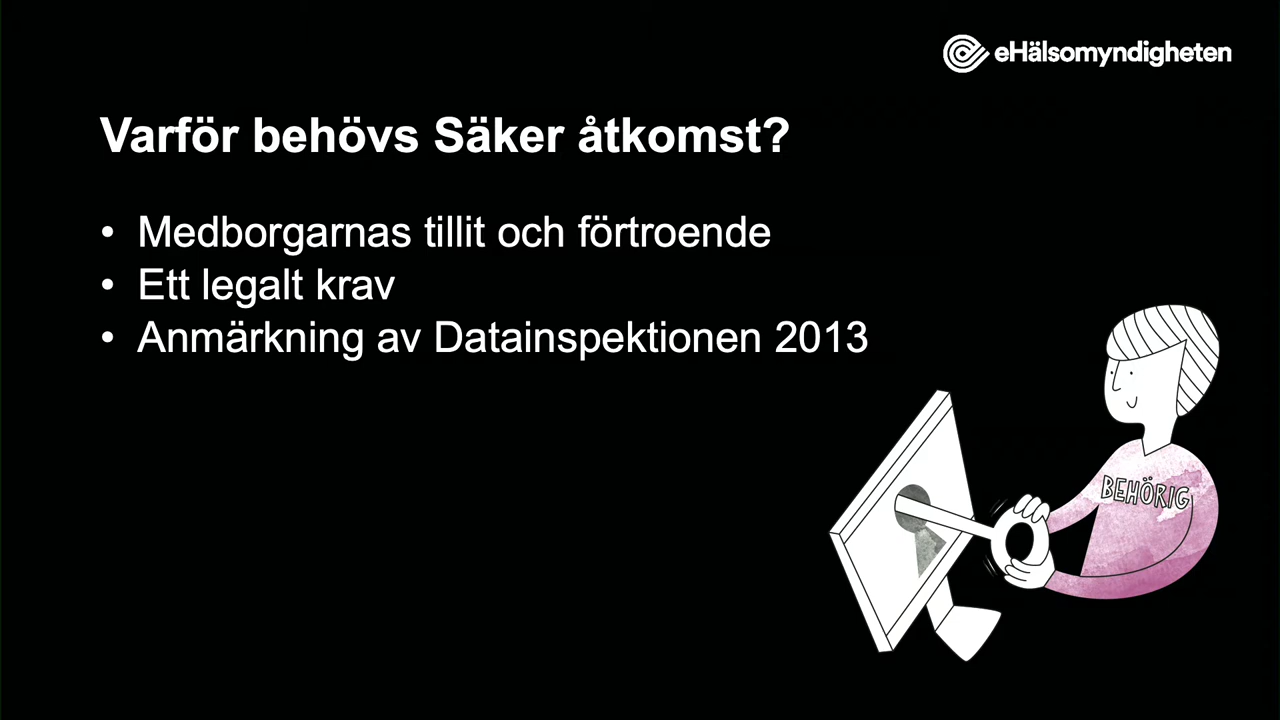 eHälsomyndigheten
Varför behövs Säker åtkomst?
• Medborgarnas tillit och förtroende
• Ett legalt krav
• Anmärkning av Datainspektionen 2013
BEHÖRIG